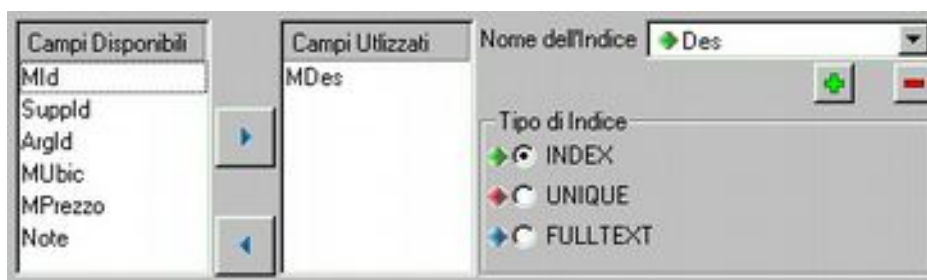 Campi Disponibili
MId
SuppId
ArgId
MUbic
MPrezzo
Note
Campi Utlizzati
MDes
Nome dell'Indice
Des
Tipo di Indice
INDEX
UNIQUE
FULLTEXT